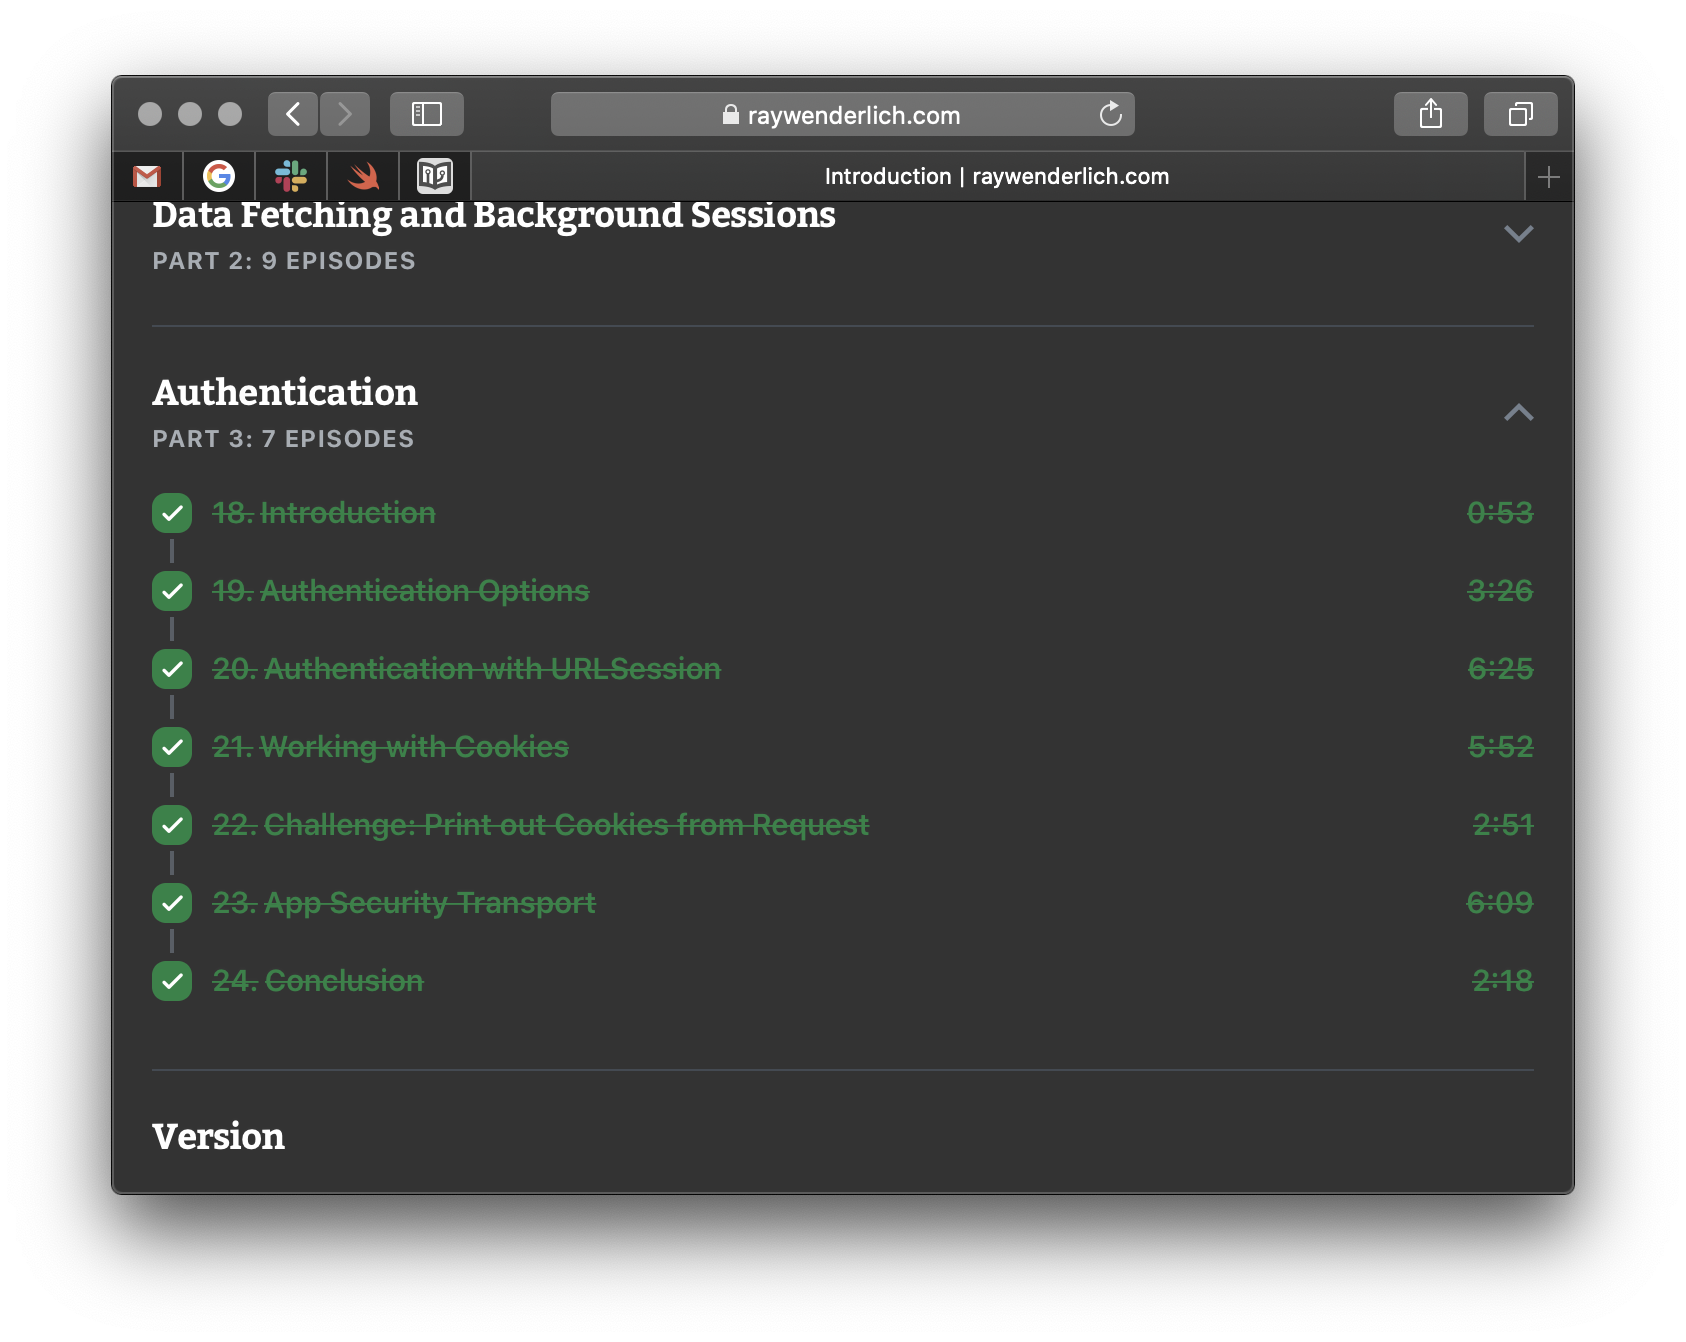 raywenderlich.com
Introduction | raywenderlich.com
Data Fetching and Background Sessions
PART 2: 9 EPISODES
Authentication
PART 3: 7 EPISODES
18. Introduction 0:53
19. Authentication Options 3:26
20. Authentication with URLSession 6:25
21. Working with Cookies 5:52
22. Challenge: Print out Cookies from Request 2:51
23. App Security Transport 6:09
24. Conclusion 2:18
Version